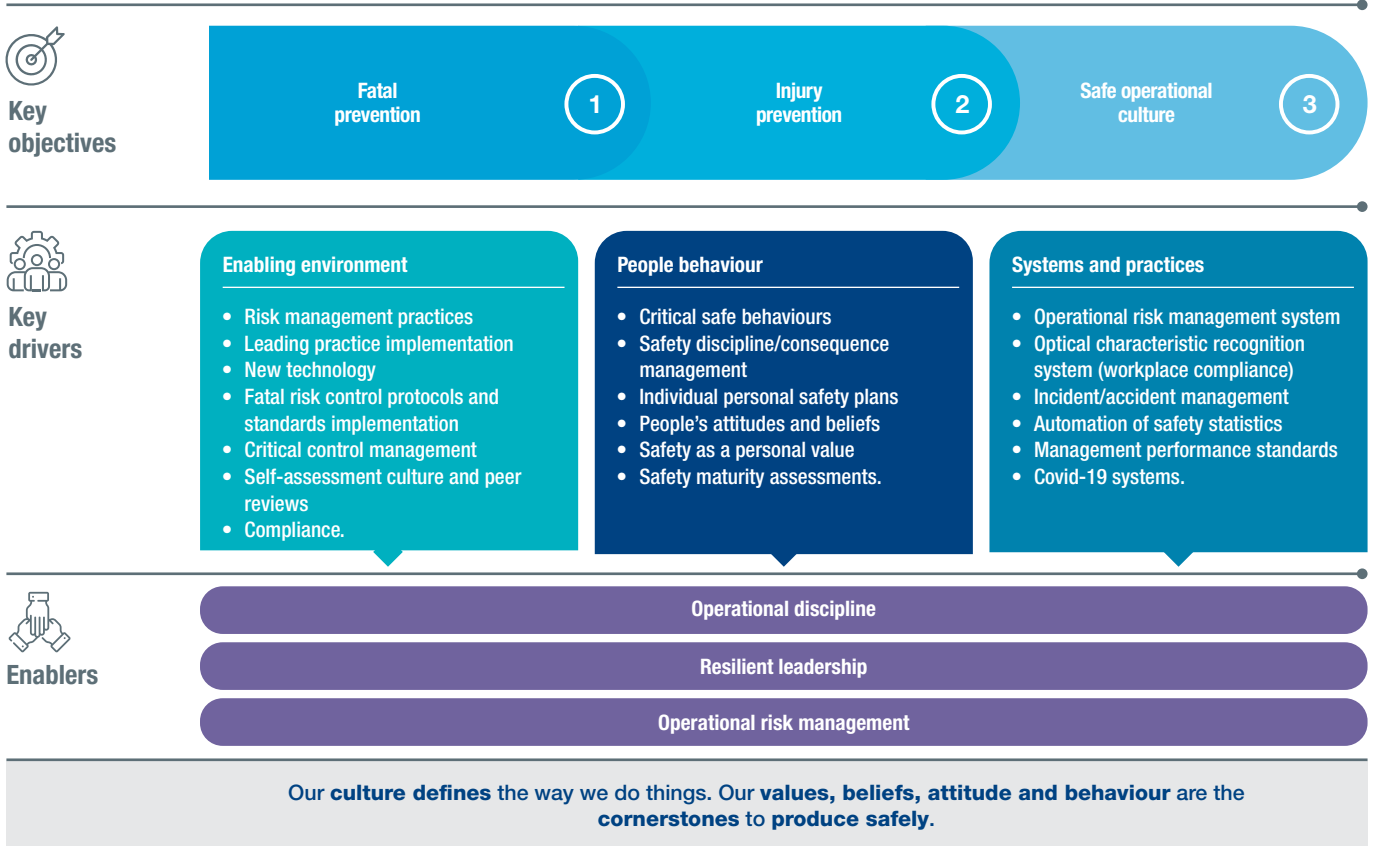 Key
objectives
Fatal
prevention
1
Injury
prevention
2
Safe operational
culture
3
Key
drivers
Enabling environment
• Risk management practices
• Leading practice implementation
• New technology
• Fatal risk control protocols and
standards implementation
• Critical control management
• Self-assessment culture and peer
reviews
• Compliance.
People behaviour
• Critical safe behaviours
• Safety discipline/consequence
management
• Individual personal safety plans
• People's attitudes and beliefs
• Safety as a personal value
• Safety maturity assessments.
Systems and practices
• Operational risk management system
• Optical characteristic recognition
system (workplace compliance)
• Incident/accident management
• Automation of safety statistics
• Management performance standards
• Covid-19 systems.
Enablers
Operational discipline
Resilient leadership
Operational risk management
Our culture defines the way we do things. Our values, beliefs, attitude and behaviour are the
cornerstones to produce safely.